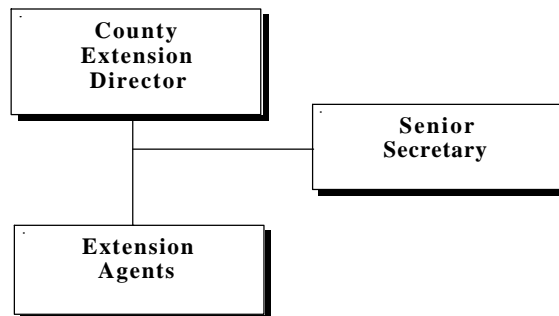 County
Extension
Director
Senior
Secretary
Extension
Agents